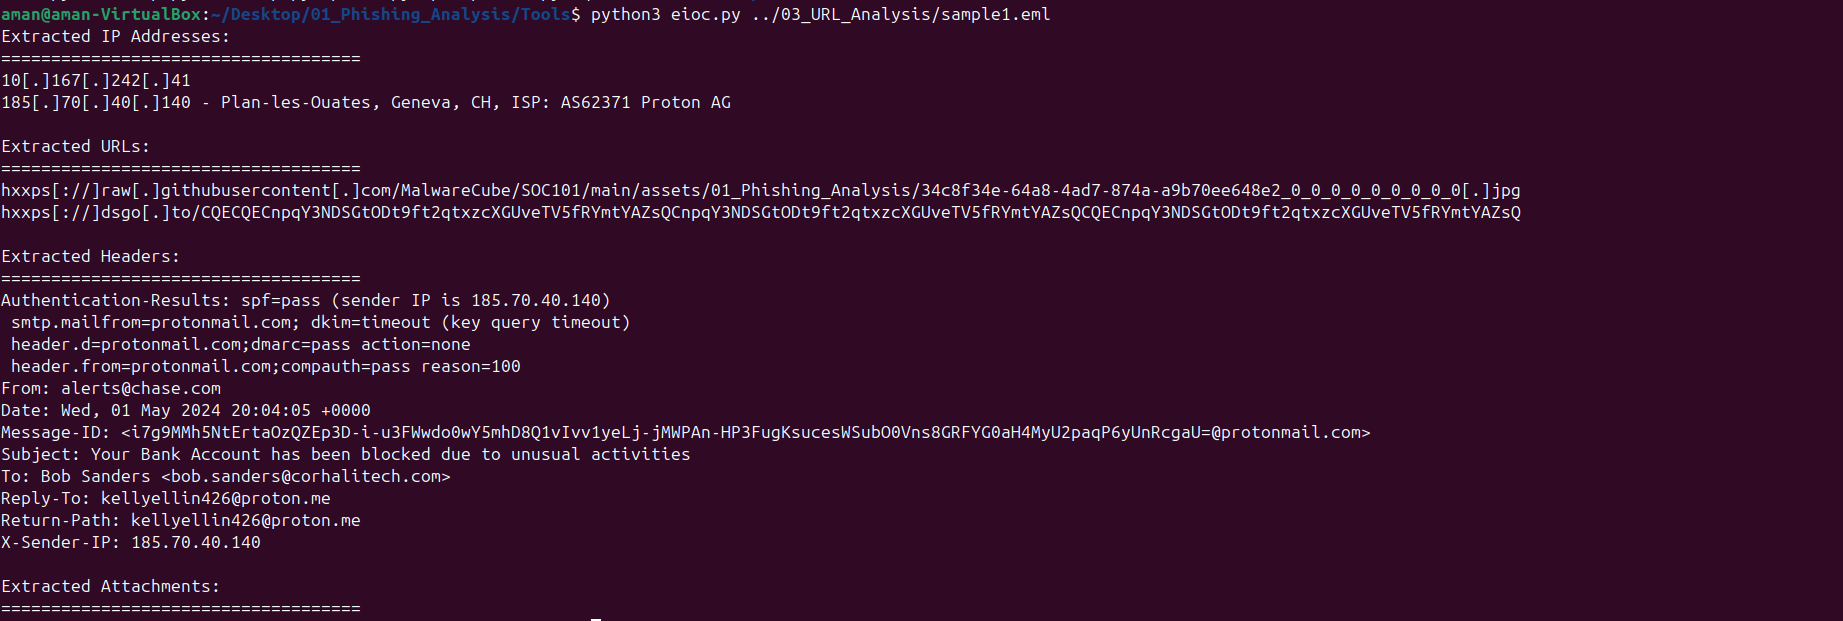 aman@aman-VirtualBox:~/Desktop/01_Phishing_Analysis/Tools$ python3 eioc.py ../03_URL_Analysis/sample1.eml
Extracted IP Addresses:
====================================
10[.]167[.]242[.]41
185[.]70[.]40[.]140 - Plan-les-Ouates, Geneva, CH, ISP: AS62371 Proton AG

Extracted URLs:
====================================
hxxps[://]raw[.]githubusercontent[.]com/MalwareCube/SOC101/main/assets/01_Phishing_Analysis/34c8f34e-64a8-4ad7-874a-a9b70ee648e2_0_0_0_0_0_0_0_0_0[.]jpg
hxxps[://]dsgo[.]to/CQECQECnpqY3NDSGtODt9ft2qtxzcXGUveTV5fRYmtYAZsQCnpqY3NDSGtODt9ft2qtxzcXGUveTV5fRYmtYAZsQCQECnpqY3NDSGtODt9ft2qtxzcXGUveTV5fRYmtYAZsQ

Extracted Headers:
====================================
Authentication-Results: spf=pass (sender IP is 185.70.40.140)
 smtp.mailfrom=protonmail.com; dkim=timeout (key query timeout)
 header.d=protonmail.com;dmarc=pass action=none
 header.from=protonmail.com;compauth=pass reason=100
From: alerts@chase.com
Date: Wed, 01 May 2024 20:04:05 +0000
Message-ID: <i7g9MMh5NtErtaOzQZEp3D-i-u3FWwdo0wY5mhD8Q1vIvv1yeLj-jMWPAn-HP3FugKsucesWSubO0Vns8GRFYG0aH4MyU2paqP6yUnRcgaU=@protonmail.com>
Subject: Your Bank Account has been blocked due to unusual activities
To: Bob Sanders <bob.sanders@corhalitech.com>
Reply-To: kellyellin426@proton.me
Return-Path: kellyellin426@proton.me
X-Sender-IP: 185.70.40.140

Extracted Attachments:
====================================